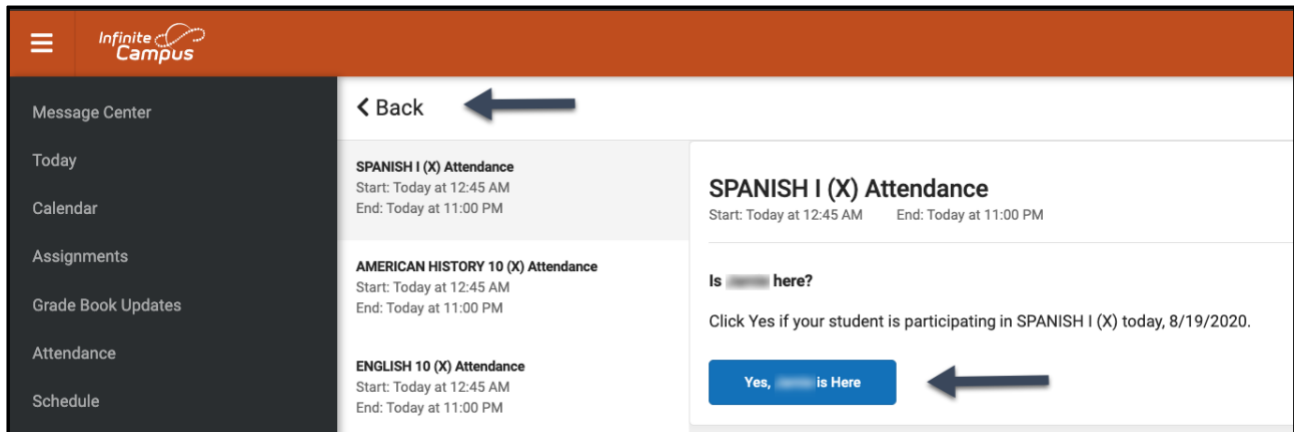 Infinite
Campus
Message Center
Today
Calendar
Assignments
Grade Book Updates
Attendance
Schedule
Back
SPANISH I (X) Attendance
Start: Today at 12:45 AM
End: Today at 11:00 PM
AMERICAN HISTORY 10 (X) Attendance
Start: Today at 12:45 AM
End: Today at 11:00 PM
ENGLISH 10 (X) Attendance
Start: Today at 12:45 AM
End: Today at 11:00 PM
SPANISH I (X) Attendance
Start: Today at 12:45 AM End: Today at 11:00 PM
Is here?
Click Yes if your student is participating in SPANISH I (X) today, 8/19/2020.
Yes, is Here